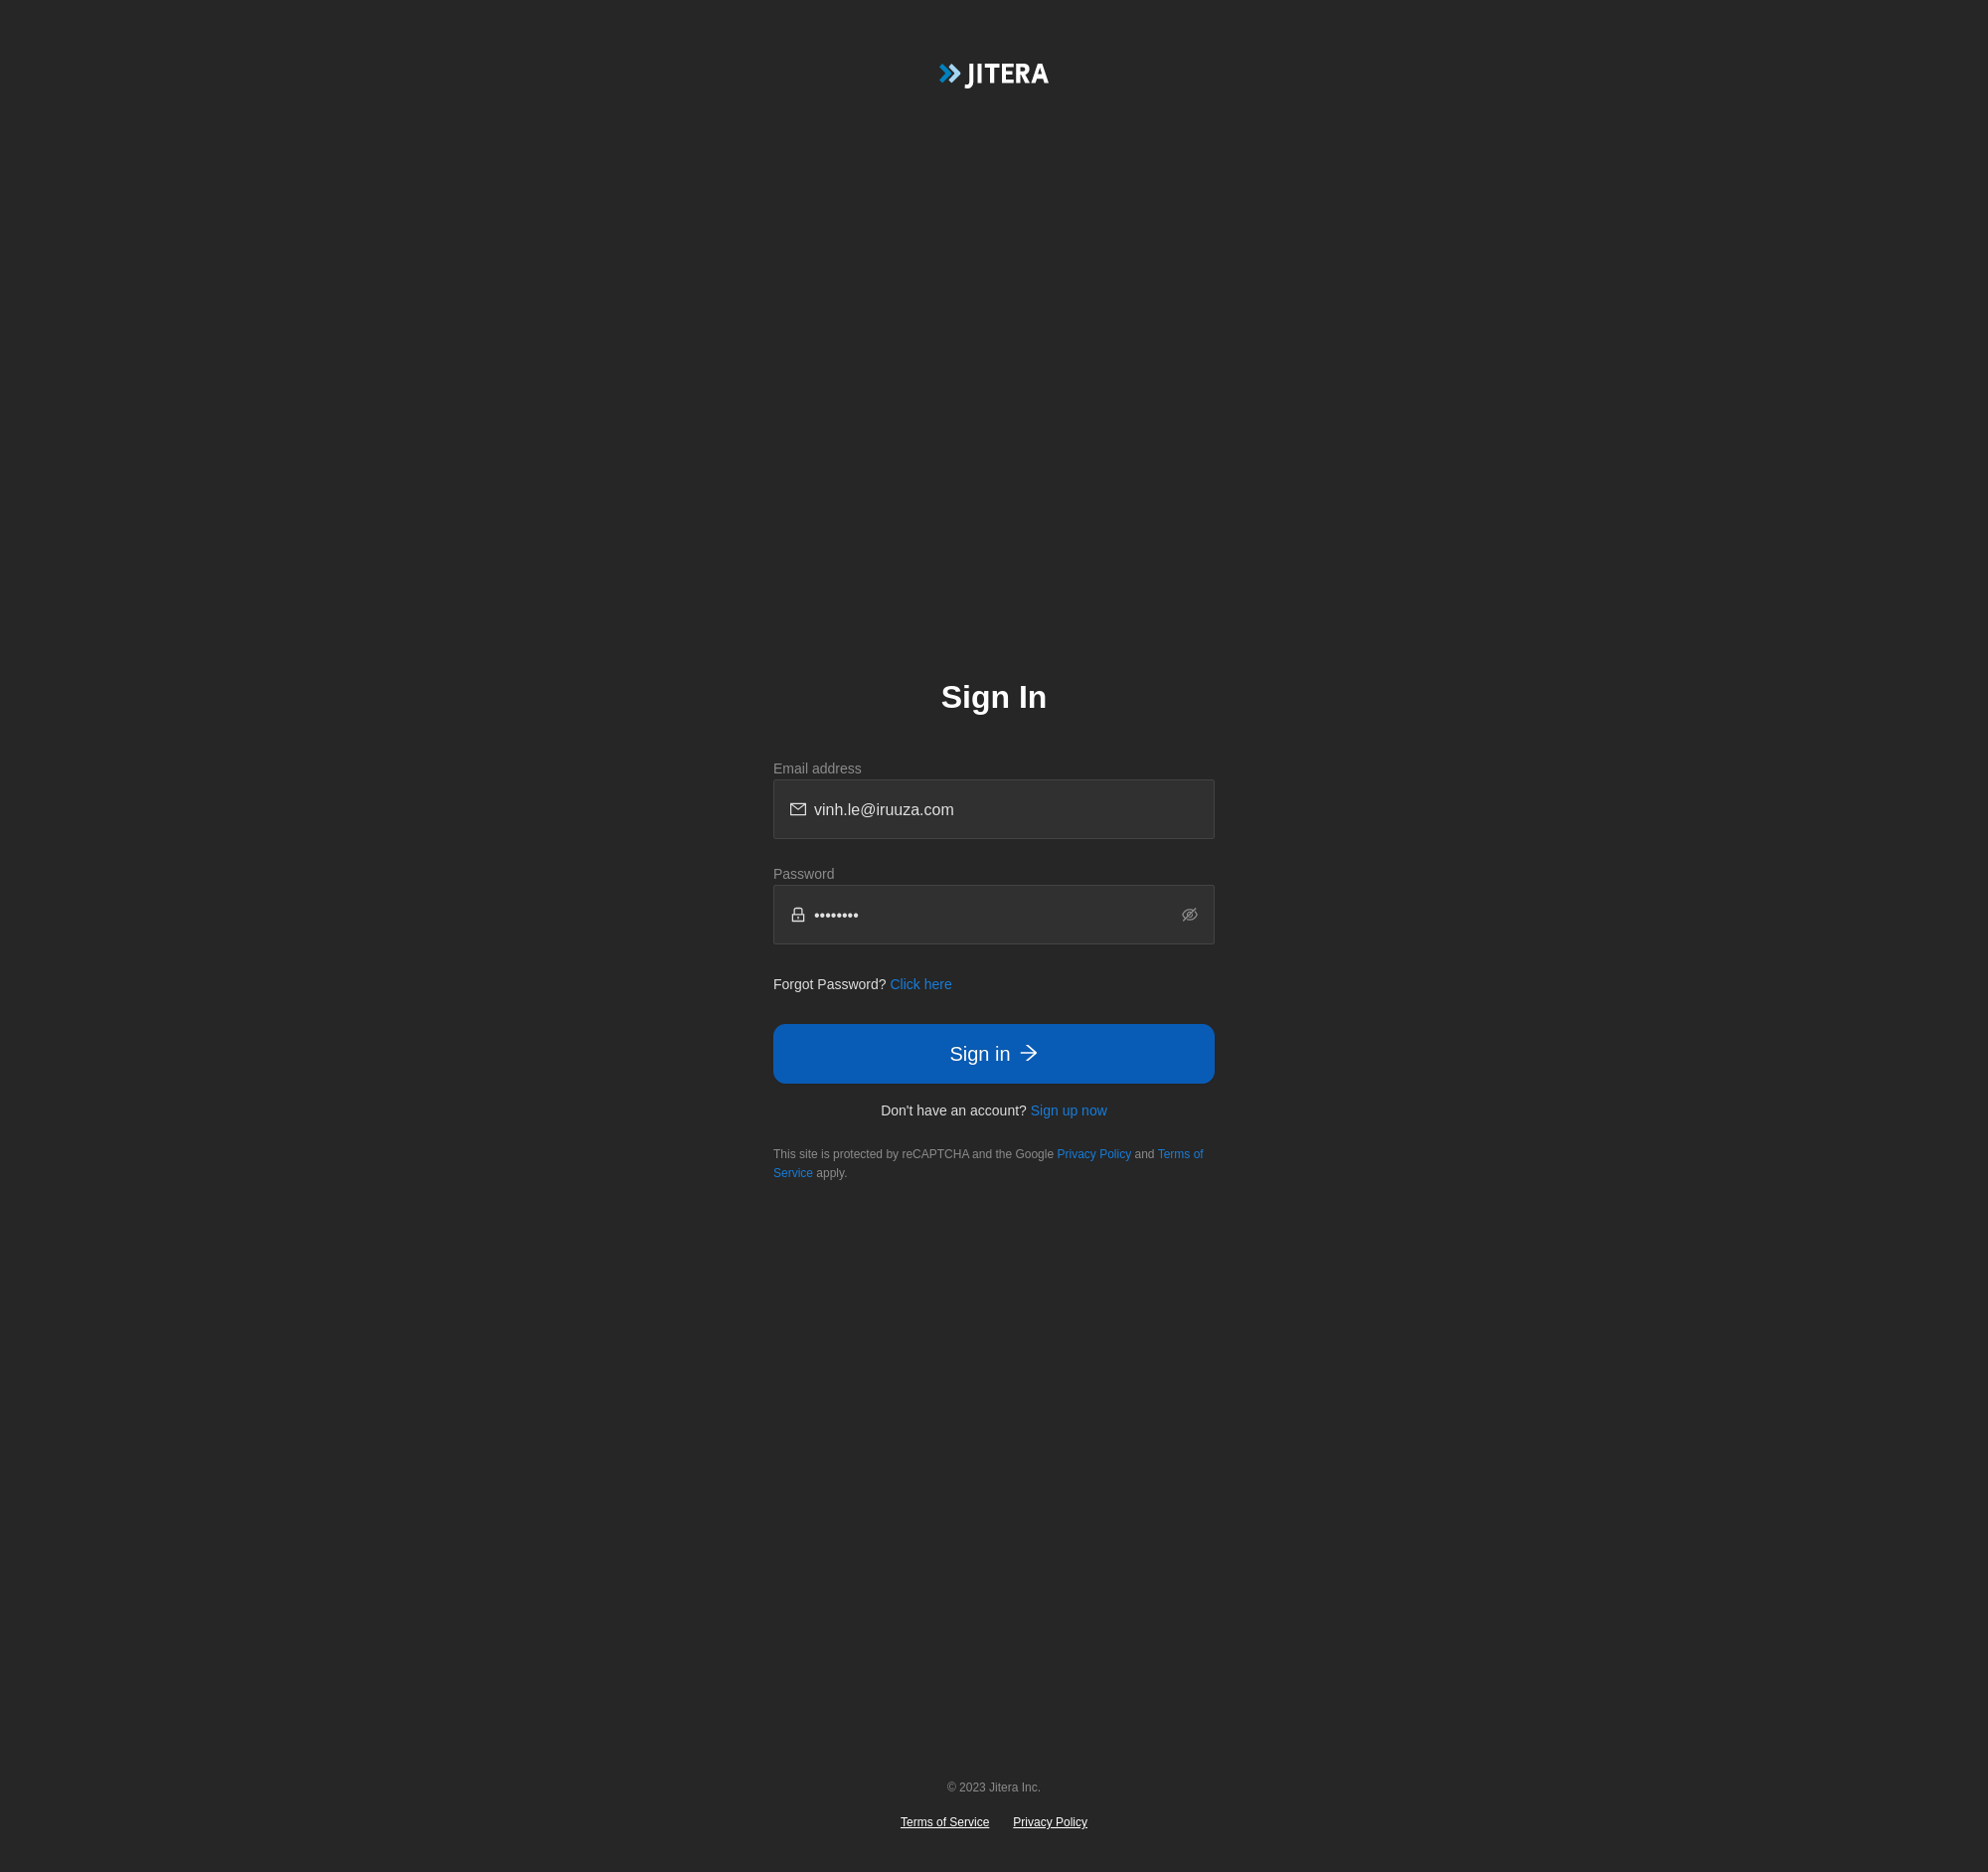 JITERA
Sign In
Email address
vinh.le@iruuza.com
Password
••••••••
Forgot Password? Click here
Sign in
Don't have an account? Sign up now
This site is protected by reCAPTCHA and the Google Privacy Policy and Terms of
Service apply.
© 2023 Jitera Inc.
Terms of Service Privacy Policy